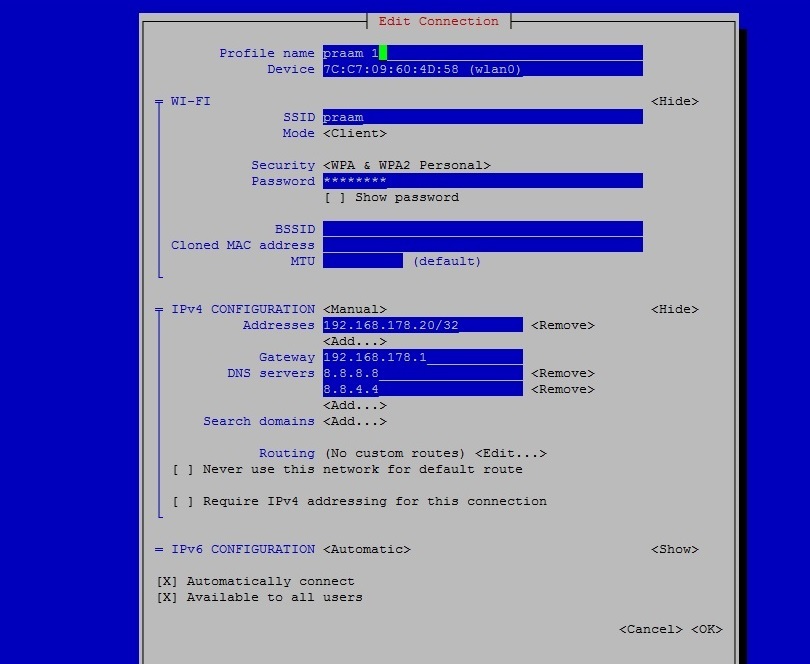 Edit Connection
Profile name praam 1
Device 7C:C7:09:60:4D:58 (wlan0)
WI-FI <Hide>
SSID praam
Mode <Client>
Security <WPA & WPA2 Personal>
Password ********
[ ] Show password
BSSID
Cloned MAC address
MTU (default)
IPv4 CONFIGURATION <Manual> <Hide>
Addresses 192.168.178.20/32 <Remove>
<Add...>
Gateway 192.168.178.1
DNS servers 8.8.8.8 <Remove>
8.8.4.4 <Remove>
<Add...>
Search domains <Add...>
Routing (No custom routes) <Edit...>
[ ] Never use this network for default route
[ ] Require IPv4 addressing for this connection
IPv6 CONFIGURATION <Automatic> <Show>
[X] Automatically connect
[X] Available to all users
<Cancel> <OK>